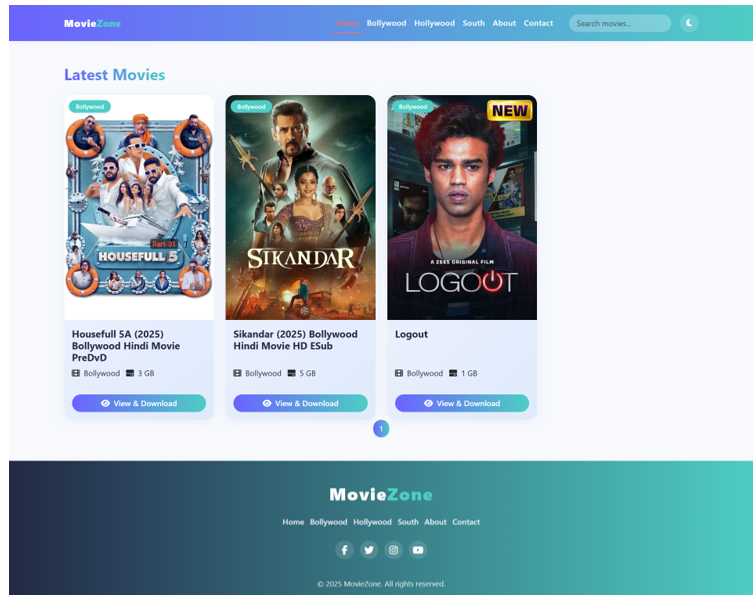 MovieZone
Home Bollywood Hollywood South About Contact
Search movies...
Latest Movies
Bollywood
Part 01
HOUSEFULL 5
Housefull 5A (2025)
Bollywood Hindi Movie
PreDvD
Bollywood 3 GB
View & Download
Bollywood
SIKANDAR
Sikandar (2025) Bollywood
Hindi Movie HD ESub
Bollywood 5 GB
View & Download
Bollywood
NEW
A ZEE5 ORIGINAL FILM
LOGOUT
Logout
Bollywood 1 GB
View & Download
1
MovieZone
Home Bollywood Hollywood South About Contact
© 2025 MovieZone. All rights reserved.